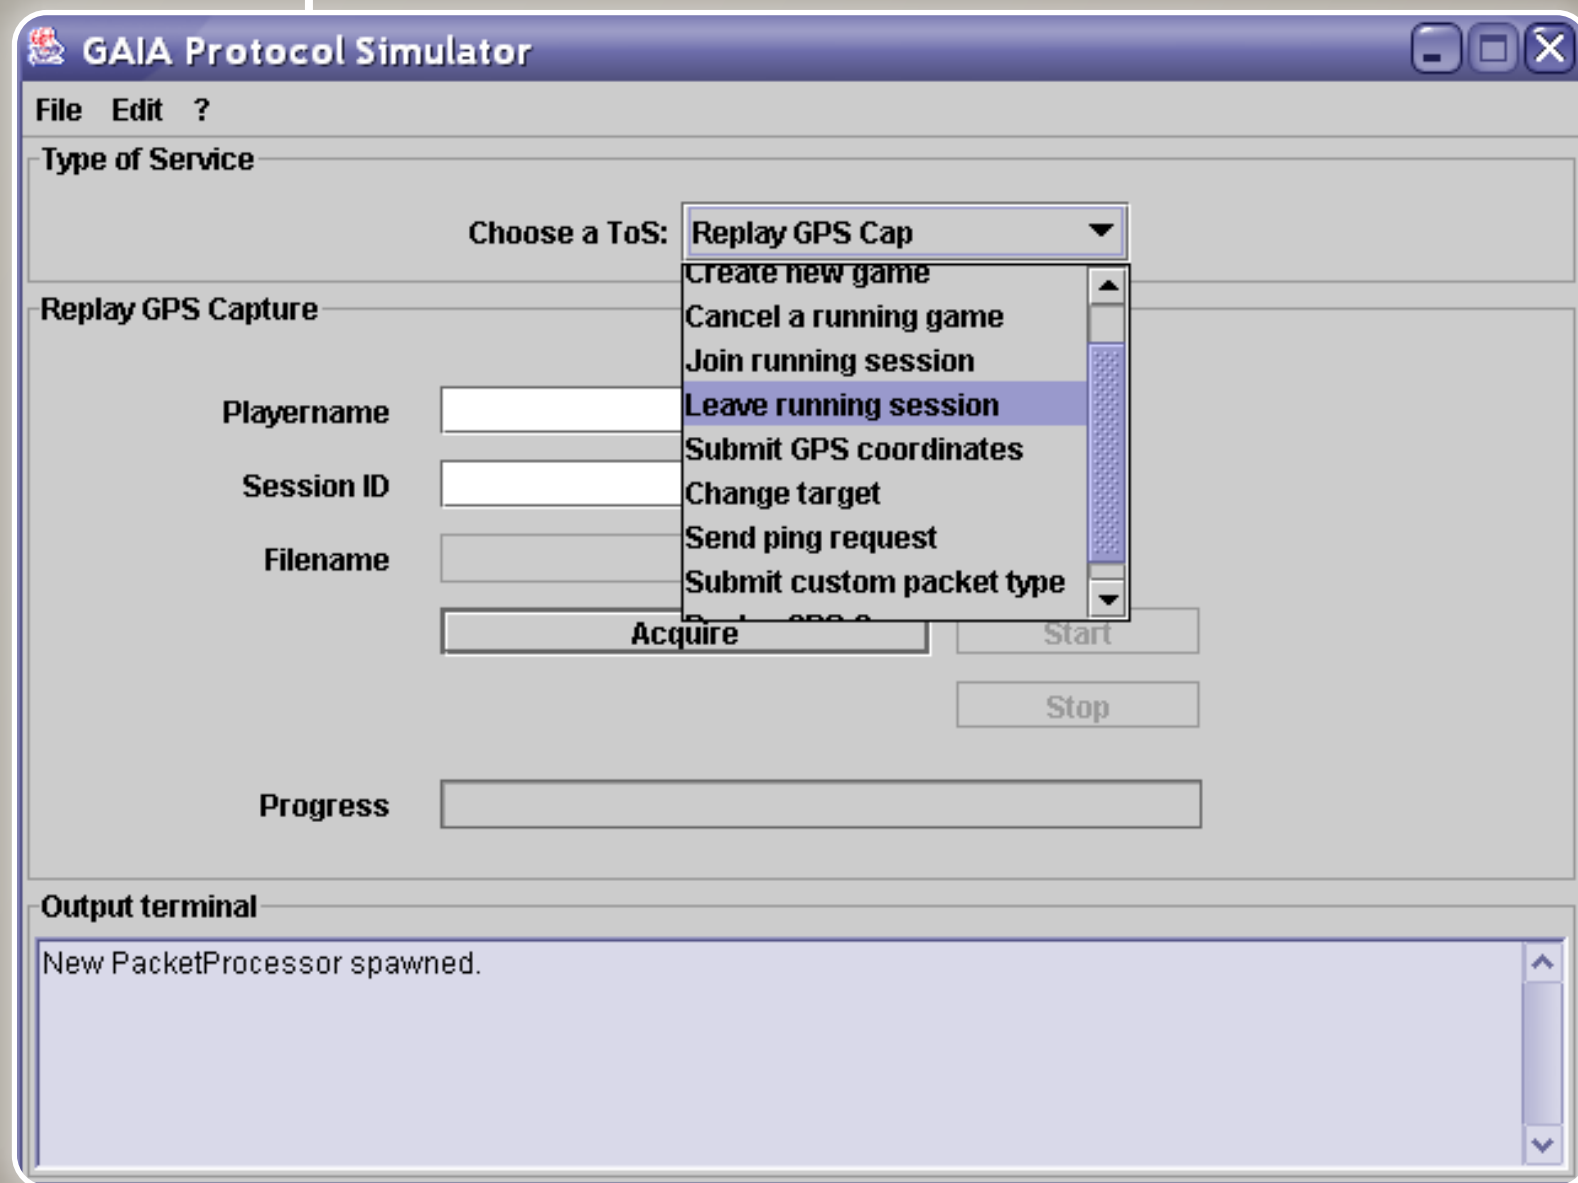 GAIA Protocol Simulator
File Edit ?
Type of Service
Choose a ToS: Replay GPS Cap
Create new game
Cancel a running game
Join running session
Leave running session
Submit GPS coordinates
Change target
Send ping request
Submit custom packet type
Replay GPS Capture
Playername
Session ID
Filename
Acquire
Start
Stop
Progress
Output terminal
New PacketProcessor spawned.